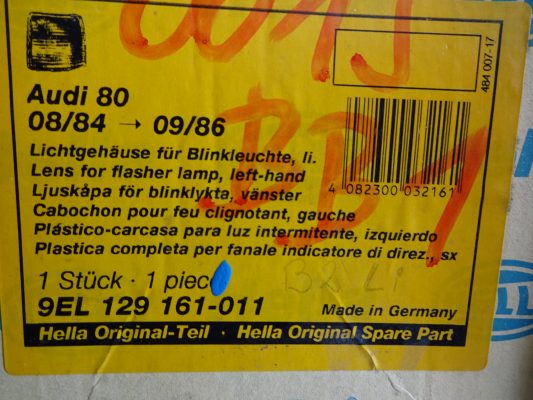 484 007-17
Audi 80
08/84 → 09/86
4 082300 032161
Lichtgehäuse für Blinkleuchte, li.
Lens for flasher lamp, left-hand
Ljuskåpa för blinklykta, vänster
Cabochon pour feu clignotant, gauche
Plástico-carcasa para luz intermitente, izquierdo
Plastica completa per fanale indicatore di direz., sx
1 Stück · 1 piece
9EL 129 161-011
Made in Germany
Hella Original-Teil · Hella Original Spare Part